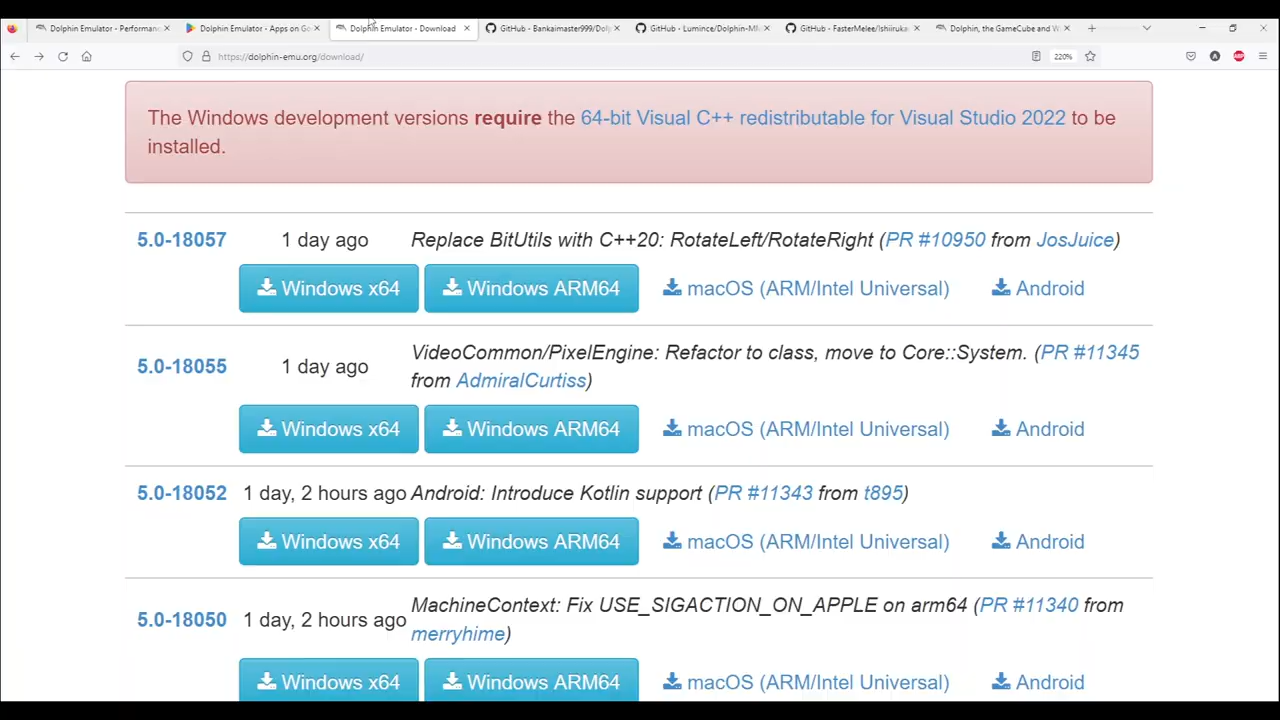 Dolphin Emulator - Performan
Dolphin Emulator - Apps on Go
Dolphin Emulator - Download
GitHub - Bankaimaster999/Dolp
GitHub - Lumince/Dolphin-M
GitHub - FasterMelee/Ishiiruka
Dolphin, the GameCube and W
https://dolphin-emu.org/download/
220%
The Windows development versions require the 64-bit Visual C++ redistributable for Visual Studio 2022 to be
installed.
5.0-18057 1 day ago Replace BitUtils with C++20: RotateLeft/RotateRight (PR #10950 from JosJuice)
Windows x64 Windows ARM64 macOS (ARM/Intel Universal) Android
VideoCommon/PixelEngine: Refactor to class, move to Core::System. (PR #11345
5.0-18055 1 day ago
from AdmiralCurtiss)
Windows x64 Windows ARM64 macOS (ARM/Intel Universal) Android
5.0-18052 1 day, 2 hours ago Android: Introduce Kotlin support (PR #11343 from t895)
Windows x64 Windows ARM64 macOS (ARM/Intel Universal) Android
MachineContext: Fix USE_SIGACTION_ON_APPLE on arm64 (PR #11340 from
5.0-18050 1 day, 2 hours ago
merryhime)
Windows x64 Windows ARM64 macOS (ARM/Intel Universal) Android